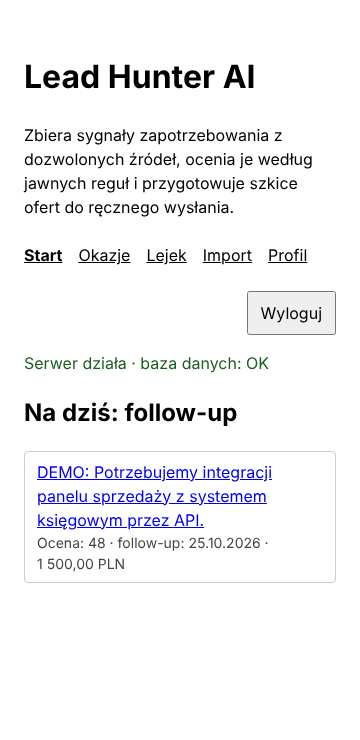 Lead Hunter AI
Zbiera sygnały zapotrzebowania z
dozwolonych źródeł, ocenia je według
jawnych reguł i przygotowuje szkice
ofert do ręcznego wysłania.
Start Okazje Lejek Import Profil
Wyloguj
Serwer działa · baza danych: OK
Na dziś: follow-up
DEMO: Potrzebujemy integracji
panelu sprzedaży z systemem
księgowym przez API.
Ocena: 48 · follow-up: 25.10.2026 ·
1 500,00 PLN